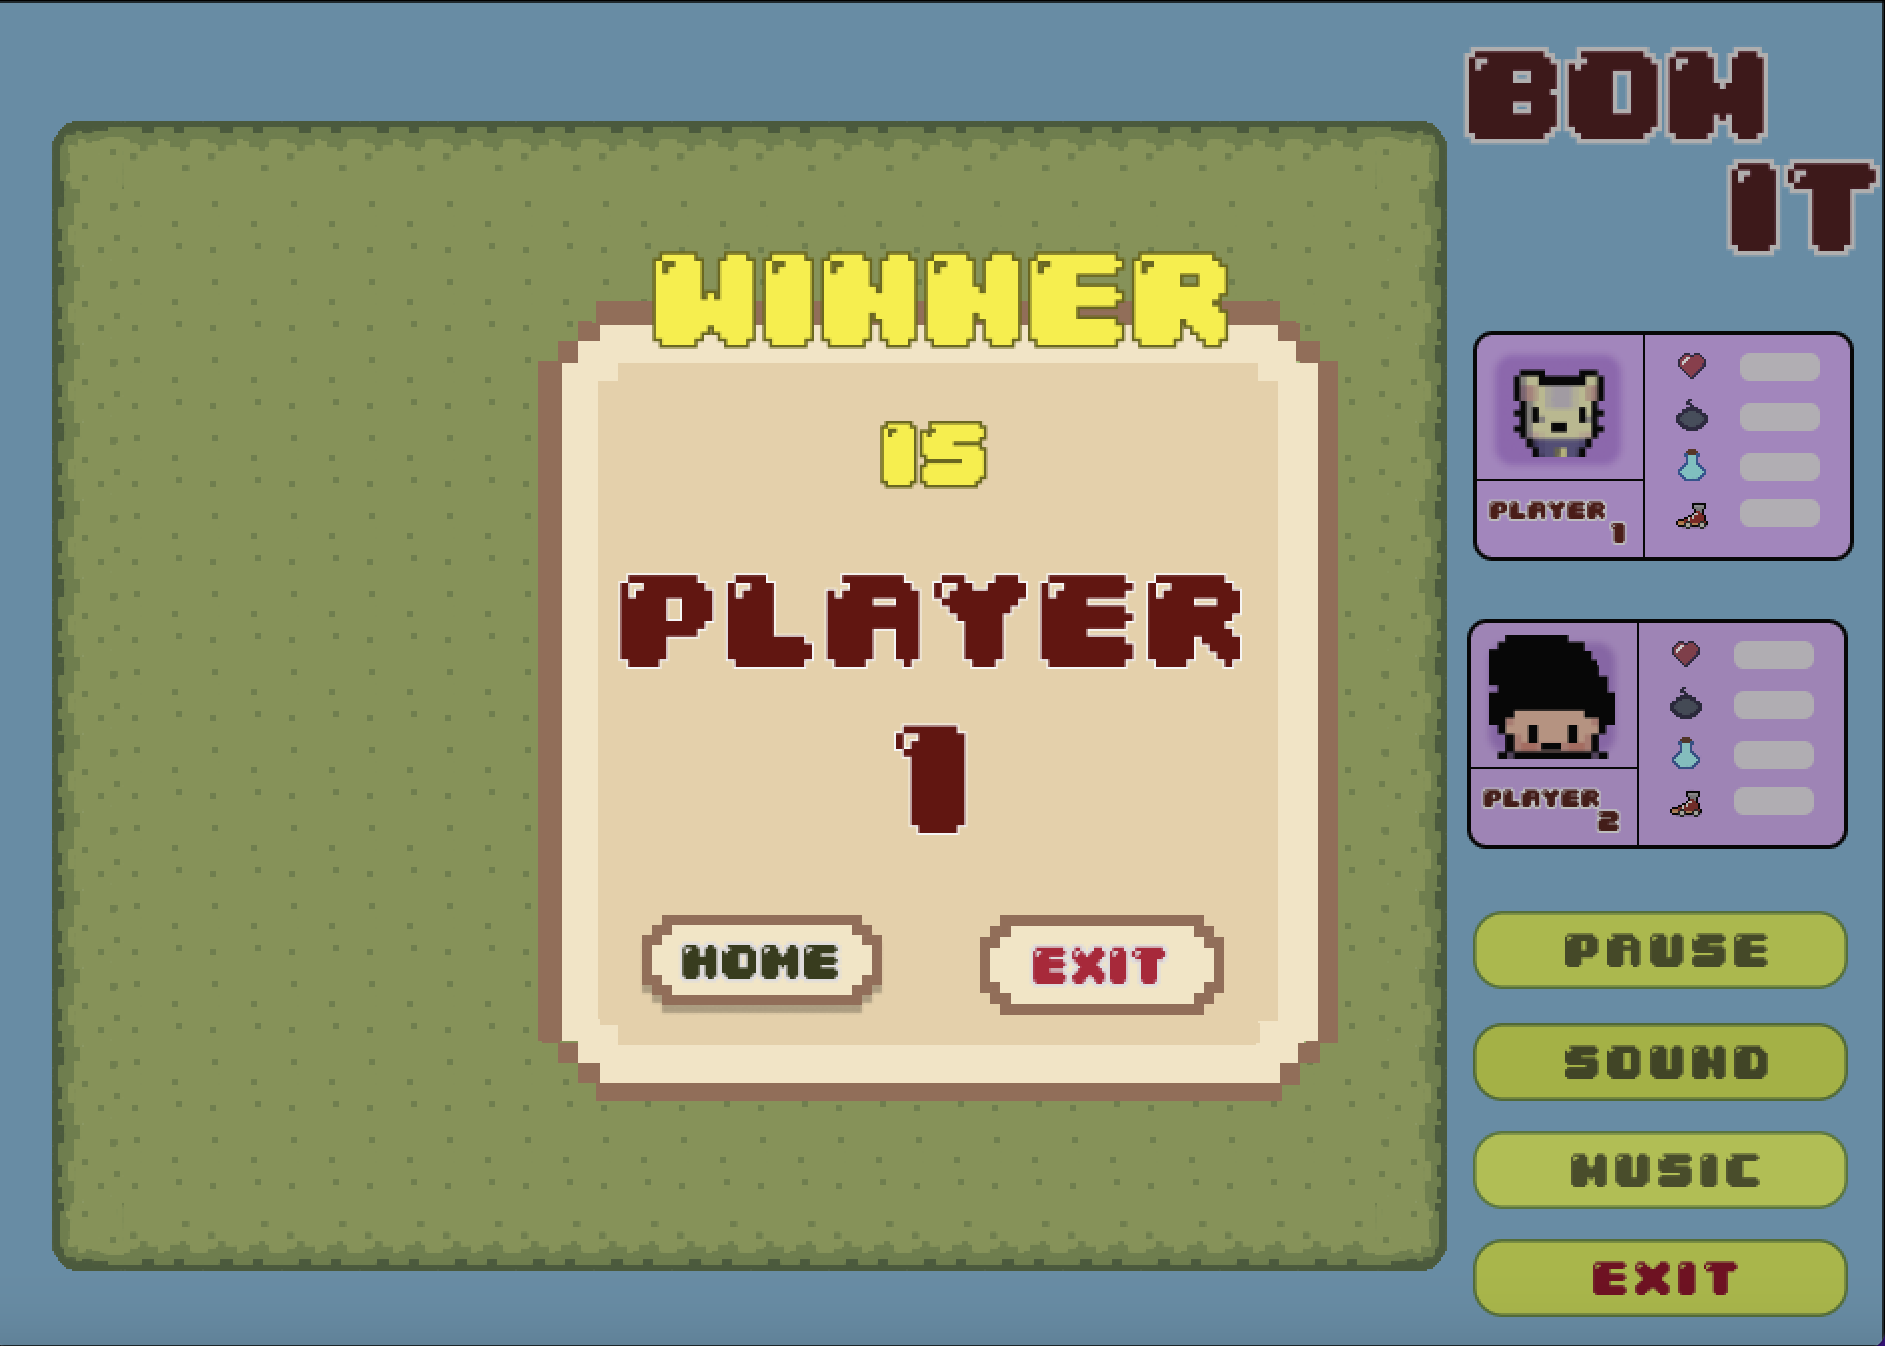 BOM
IT
WINNER
IS
PLAYER
1
HOME
EXIT
PLAYER
1
PLAYER
2
PAUSE
SOUND
MUSIC
EXIT